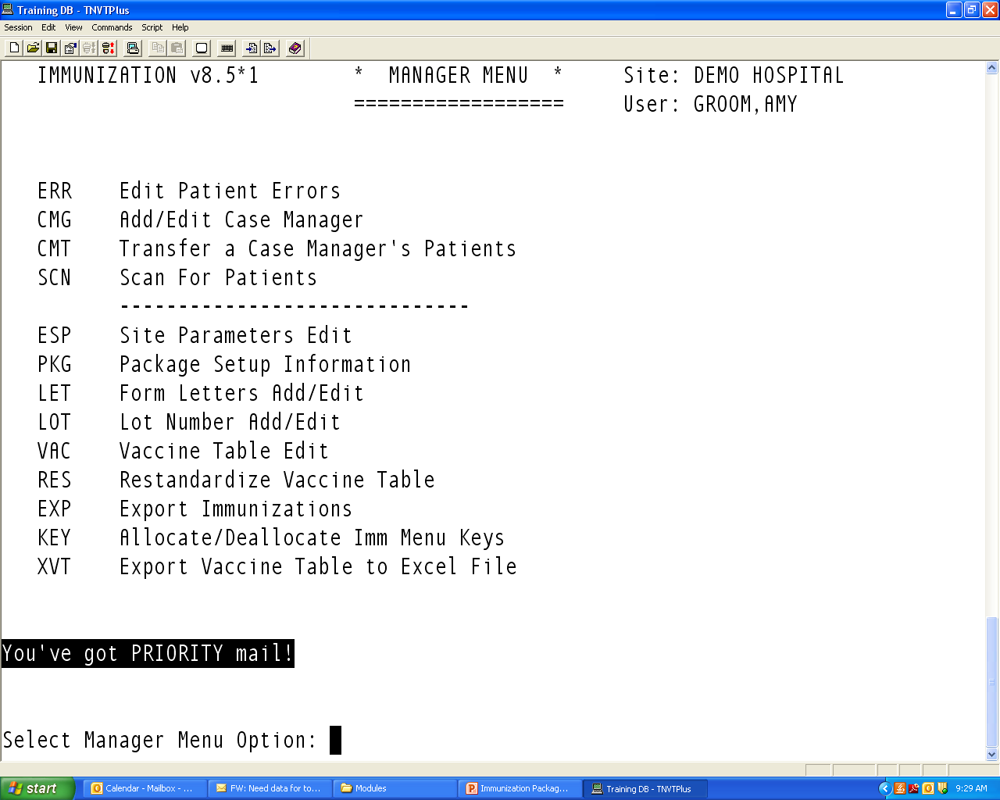 Training DB - TNVTPlus
Session Edit View Commands Script Help
IMMUNIZATION v8.5*1 * MANAGER MENU * Site: DEMO HOSPITAL
================== User: GROOM,AMY
ERR Edit Patient Errors
CMG Add/Edit Case Manager
CMT Transfer a Case Manager's Patients
SCN Scan For Patients
------------------------------
ESP Site Parameters Edit
PKG Package Setup Information
LET Form Letters Add/Edit
LOT Lot Number Add/Edit
VAC Vaccine Table Edit
RES Restandardize Vaccine Table
EXP Export Immunizations
KEY Allocate/Deallocate Imm Menu Keys
XVT Export Vaccine Table to Excel File
You've got PRIORITY mail!
Select Manager Menu Option:
start Calendar - Mailbox - ... FW: Need data for to... Modules Immunization Packag... Training DB - TNVTPlus 9:29 AM